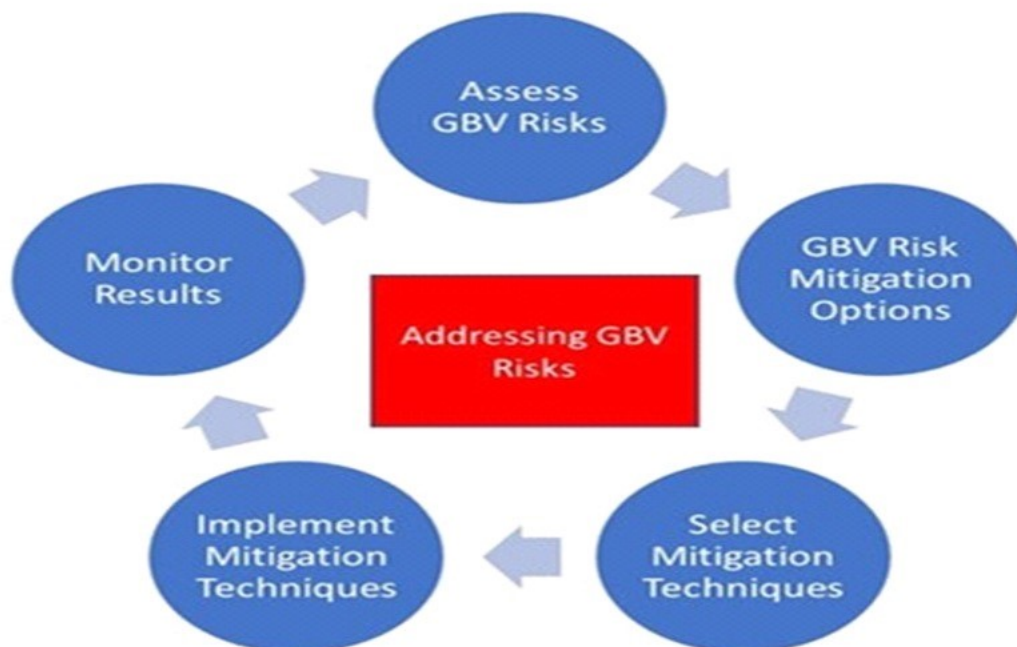 Assess
GBV Risks
GBV Risk
Mitigation
Options
Select
Mitigation
Techniques
Implement
Mitigation
Techniques
Monitor
Results
Addressing GBV
Risks